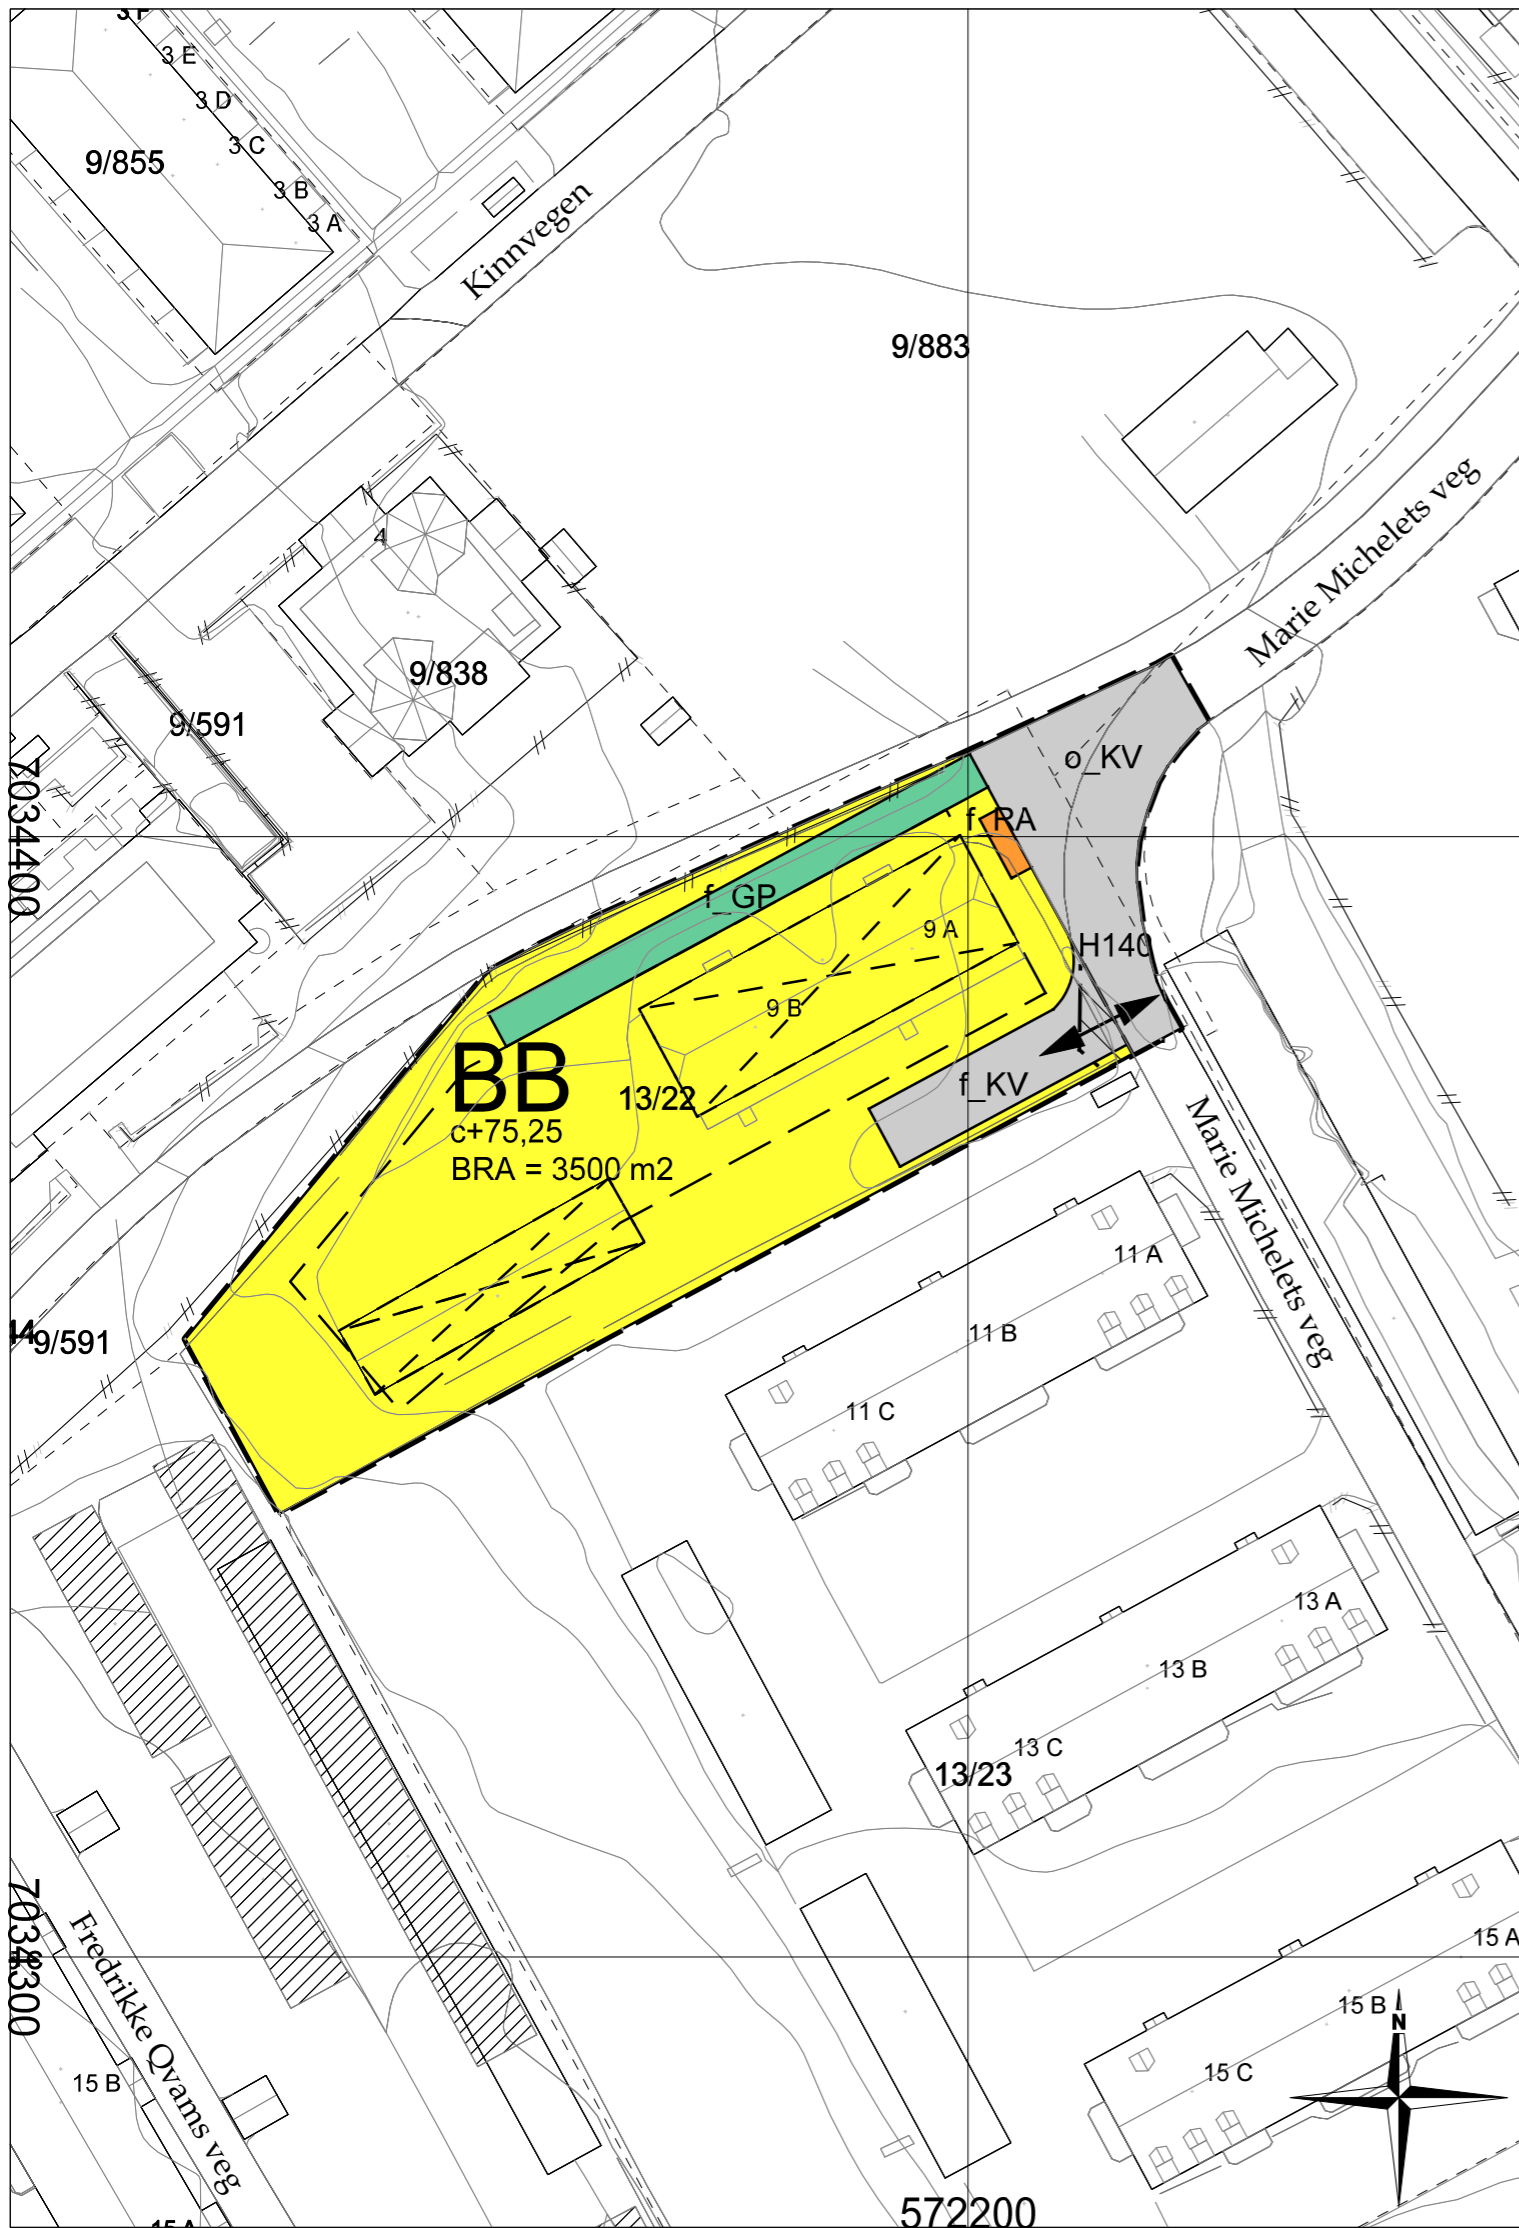 3 F
3 E
3 D
3 C
3 B
3 A
9/855
Kinnvegen
9/883
4
9/838
9/591
Marie Michelets veg
o_KV
f_RA
7034400
f_GP
9 A
H140
9 B
BB
13/22
f_KV
c+75,25
BRA = 3500 m2
Marie Michelets veg
11 A
11 B
11 C
9/591
13 A
13 B
13 C
13/23
7034300
Fredrikke Qvams veg
15 A
15 B
N
15 C
15 B
15 A
572200